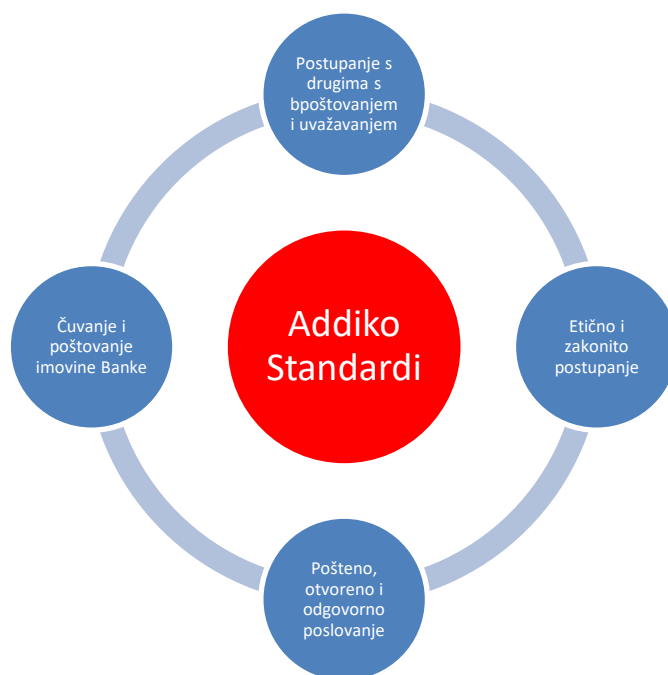 Postupanje s
drugima s
bpoštovanjem
i uvažavanjem
Čuvanje i
poštovanje
imovine Banke
Addiko
Standardi
Etično i
zakonito
postupanje
Pošteno,
otvoreno i
odgovorno
poslovanje